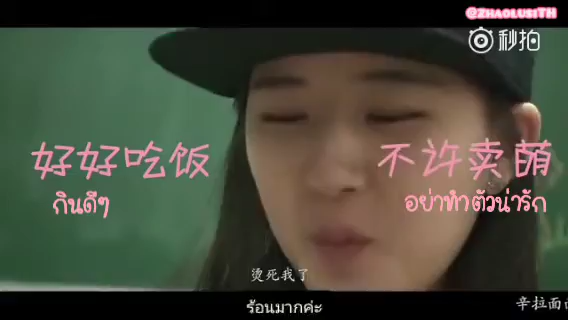 @ZHAOLUSITH
秒拍
好好吃饭
不许卖萌
กินดีๆ
อย่าทำตัวน่ารัก
烫死我了
ร้อนมากค่ะ
辛拉面